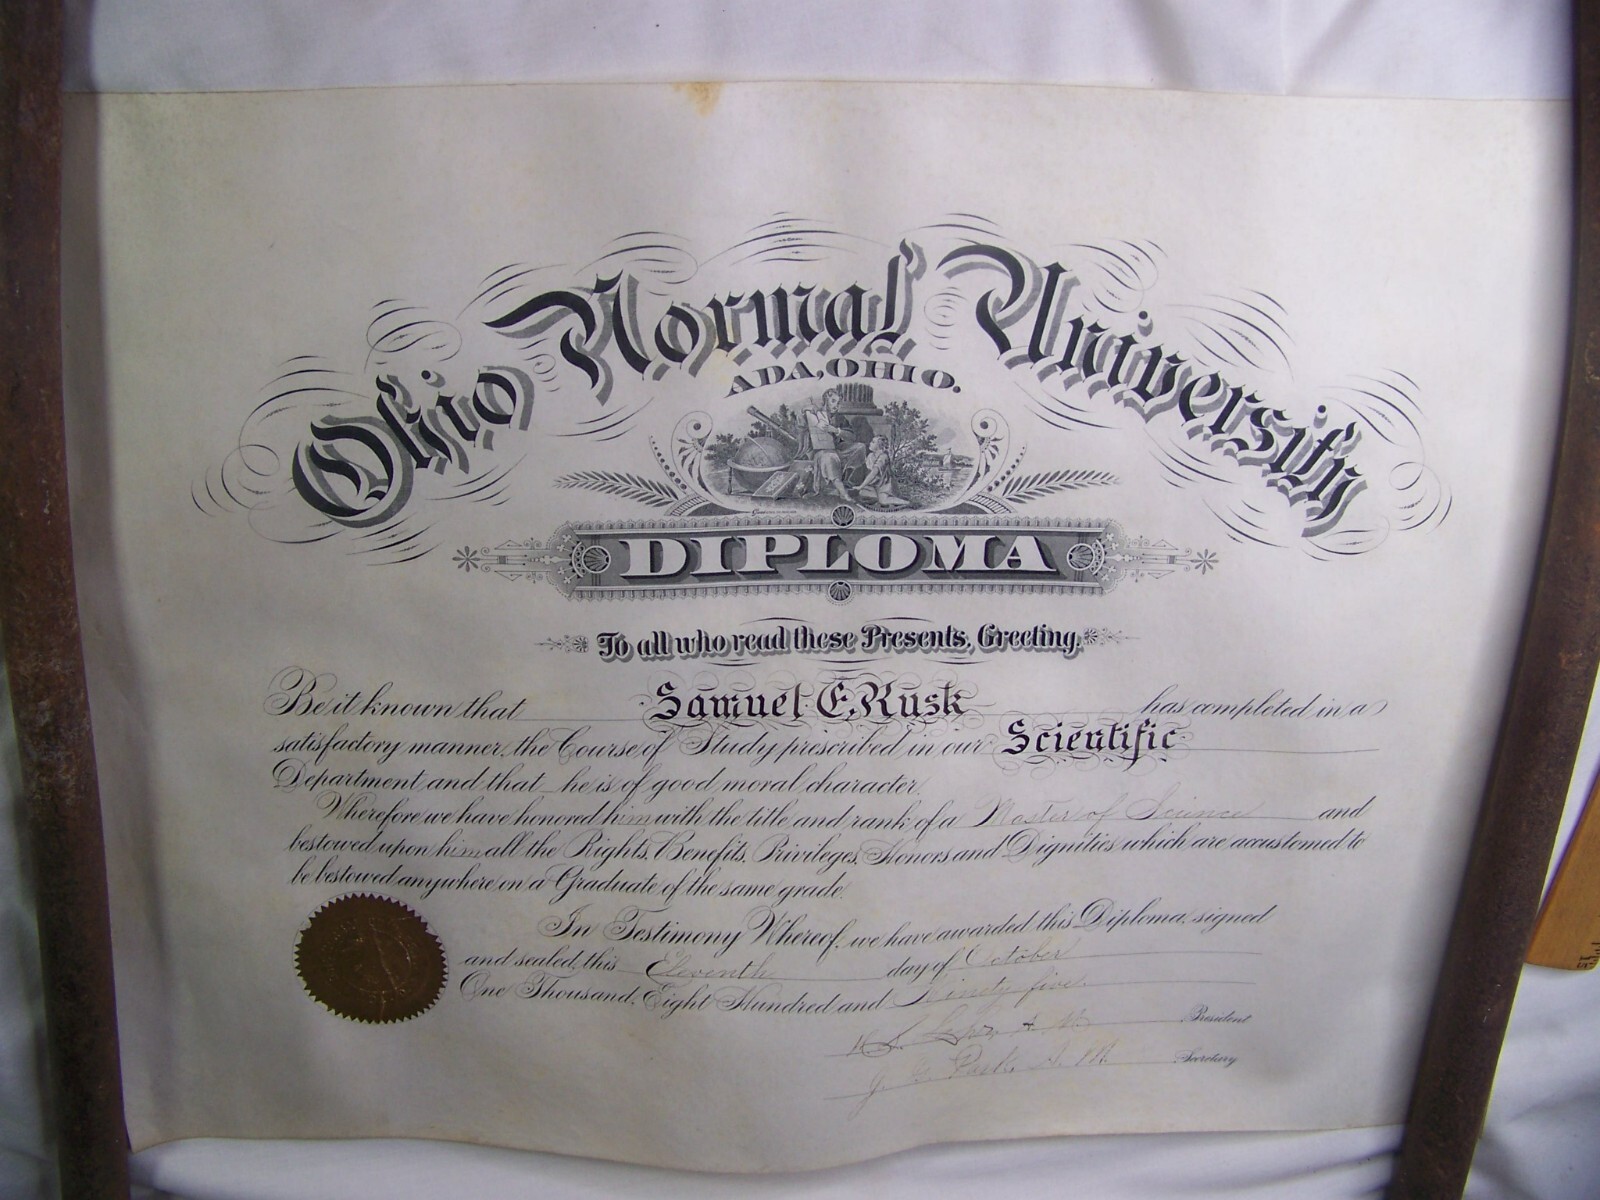 Ohio Normal University
ADA, OHIO.
DIPLOMA
To all who read these Presents, Greeting.
Be it known that Samuel E. Rusk has completed in a
satisfactory manner, the Course of Study prescribed in our Scientific
Department and that he is of good moral character.
Wherefore we have honored him with the title and rank of a Master of Science and
bestowed upon him all the Rights, Benefits, Privileges, Honors and Dignities which are accustomed to
be bestowed anywhere on a Graduate of the same grade.
In Testimony Whereof, we have awarded this Diploma, signed
and sealed, this Eleventh day of October
One Thousand, Eight Hundred and Ninety five.
H. S. Lehr, A. M. President
J. G. Park, A. M. Secretary